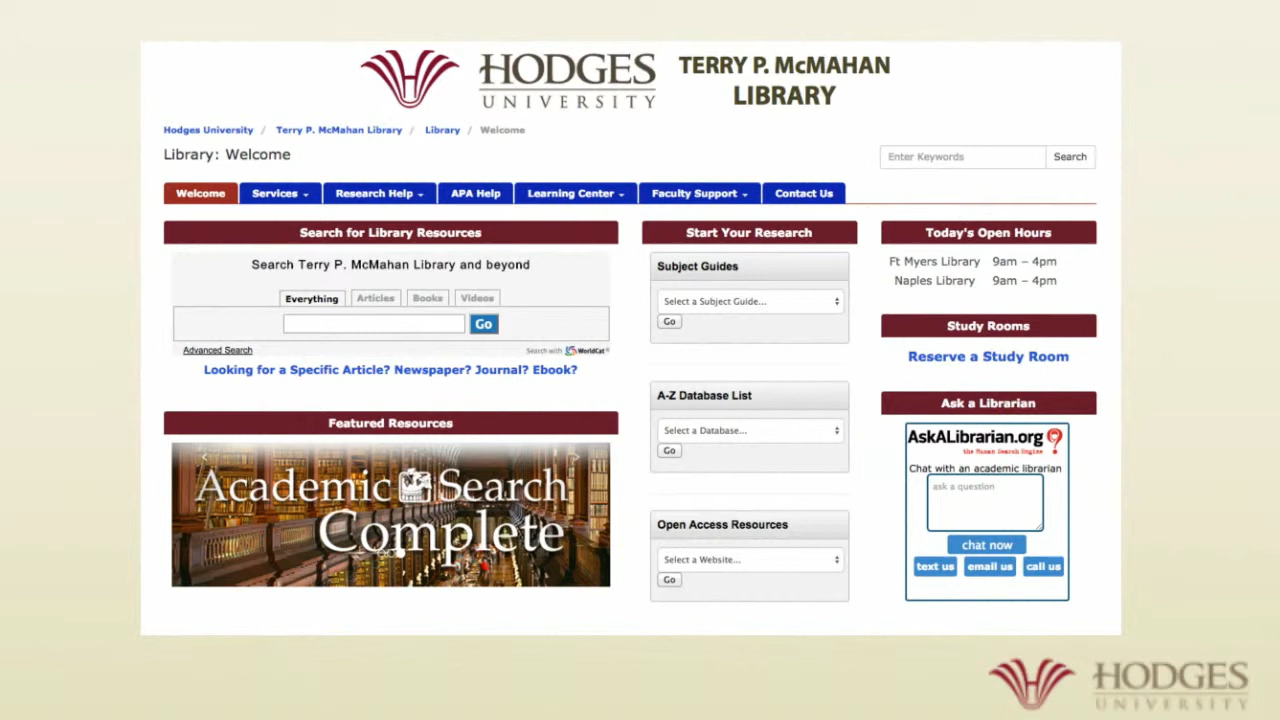 HODGES
UNIVERSITY
TERRY P. McMAHAN
LIBRARY
Hodges University / Terry P. McMahan Library / Library / Welcome
Library: Welcome
Enter Keywords Search
Welcome Services Research Help APA Help Learning Center Faculty Support Contact Us
Search for Library Resources
Search Terry P. McMahan Library and beyond
Everything Articles Books Videos
Go
Advanced Search
Search with WorldCat
Looking for a Specific Article? Newspaper? Journal? Ebook?
Featured Resources
Academic Search
Complete
Start Your Research
Subject Guides
Select a Subject Guide...
Go
A-Z Database List
Select a Database...
Go
Open Access Resources
Select a Website...
Go
Today's Open Hours
Ft Myers Library 9am – 4pm
Naples Library 9am – 4pm
Study Rooms
Reserve a Study Room
Ask a Librarian
AskALibrarian.org
the Human Search Engine
Chat with an academic librarian
ask a question
chat now
text us email us call us
HODGES
UNIVERSITY